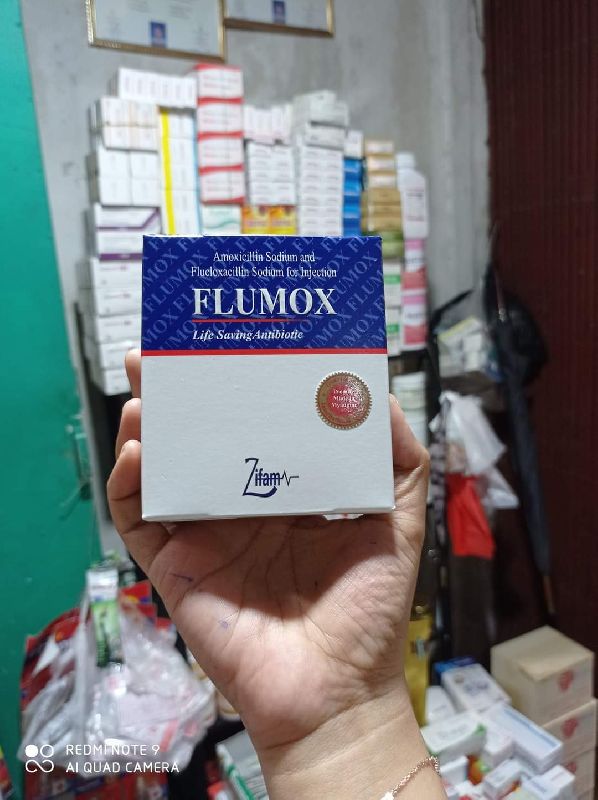 Amoxicillin Sodium and
Flucloxacillin Sodium for Injection
FLUMOX
Life Saving Antibiotic
Zifam
REDMI NOTE 9
AI QUAD CAMERA